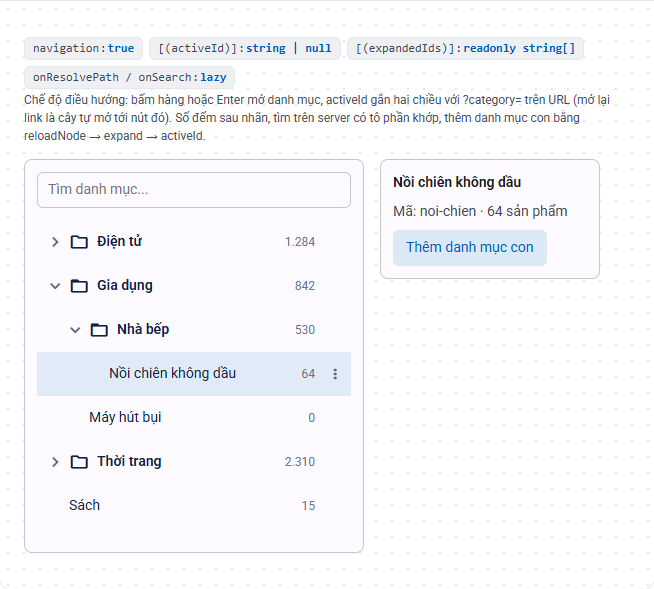 navigation:true [(activeId)]:string | null [(expandedIds)]:readonly string[]
onResolvePath / onSearch:lazy
Chế độ điều hướng: bấm hàng hoặc Enter mở danh mục, activeId gắn hai chiều với ?category= trên URL (mở lại
link là cây tự mở tới nút đó). Số đếm sau nhãn, tìm trên server có tô phần khớp, thêm danh mục con bằng
reloadNode → expand → activeId.
Tìm danh mục...
Điện tử 1.284
Gia dụng 842
Nhà bếp 530
Nồi chiên không dầu 64
Máy hút bụi 0
Thời trang 2.310
Sách 15
Nồi chiên không dầu
Mã: noi-chien · 64 sản phẩm
Thêm danh mục con